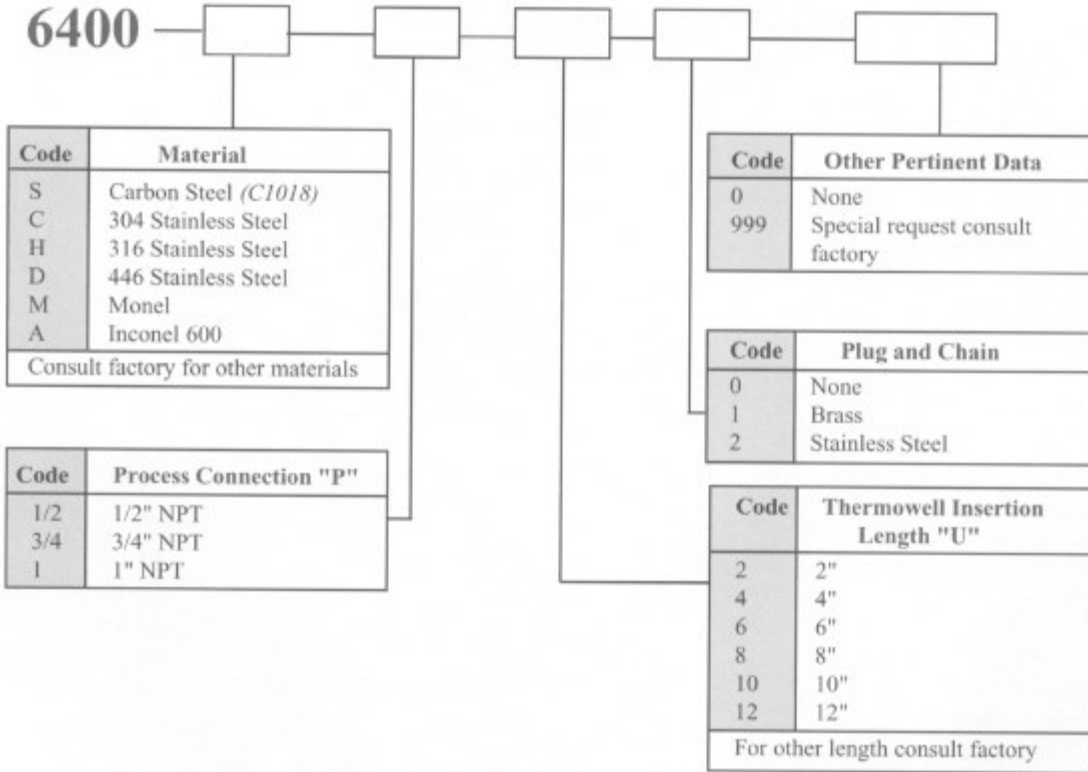 6400
Code Material
S Carbon Steel (C1018)
C 304 Stainless Steel
H 316 Stainless Steel
D 446 Stainless Steel
M Monel
A Inconel 600
Consult factory for other materials
Code Process Connection "P"
1/2 1/2" NPT
3/4 3/4" NPT
1 1" NPT
Code Other Pertinent Data
0 None
999 Special request consult
factory
Code Plug and Chain
0 None
1 Brass
2 Stainless Steel
Code Thermowell Insertion
Length "U"
2 2"
4 4"
6 6"
8 8"
10 10"
12 12"
For other length consult factory